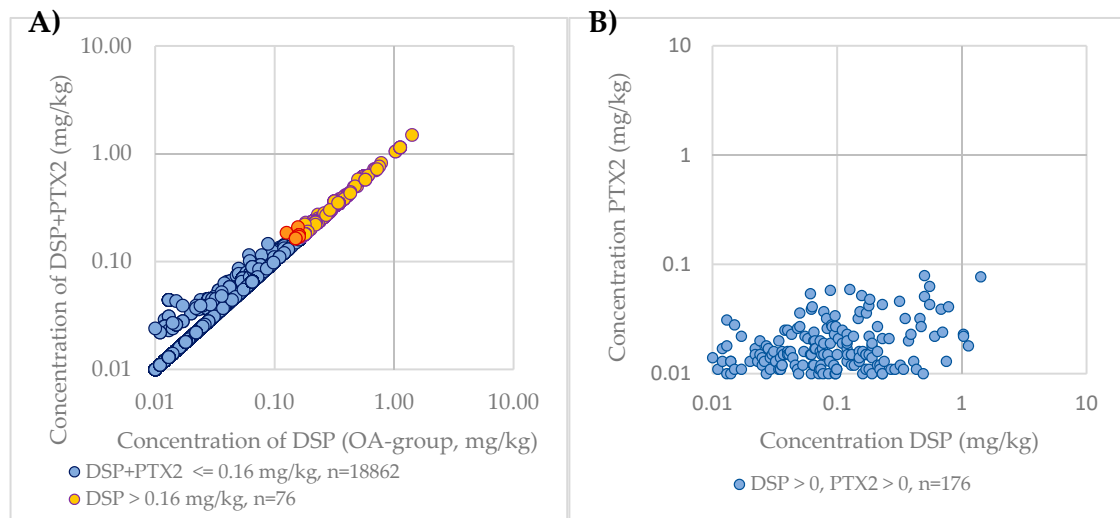 A)
10.00
1.00
0.10
0.01
0.01 0.10 1.00 10.00
Concentration of DSP+PTX2 (mg/kg)
Concentration of DSP (OA-group, mg/kg)
DSP+PTX2 <= 0.16 mg/kg, n=18862
DSP > 0.16 mg/kg, n=76
B)
10
1
0.1
0.01
0.01 0.1 1 10
Concentration PTX2 (mg/kg)
Concentration DSP (mg/kg)
DSP > 0, PTX2 > 0, n=176